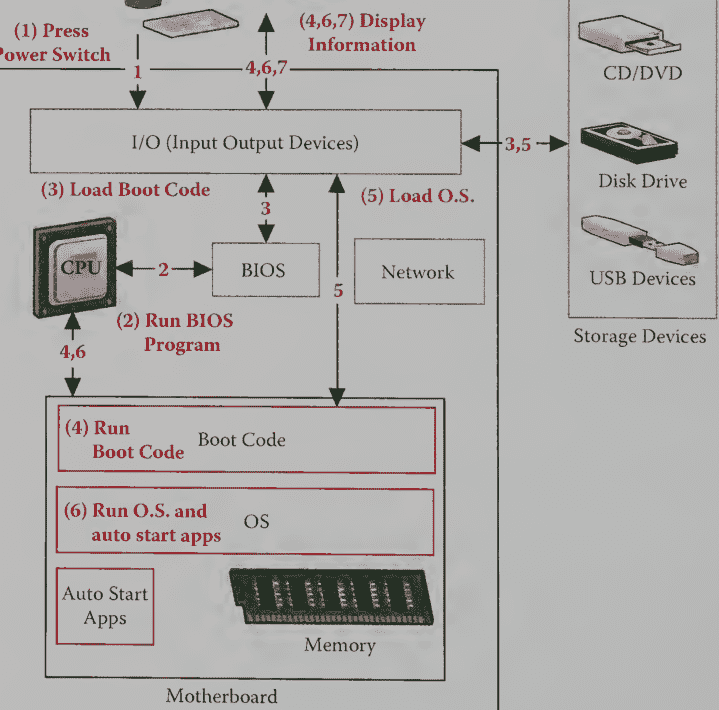 (1) Press
Power Switch
(4,6,7) Display
Information
1
4,6,7
CD/DVD
I/O (Input Output Devices)
3,5
Disk Drive
(3) Load Boot Code
3
(5) Load O.S.
CPU
2
BIOS
Network
USB Devices
5
(2) Run BIOS
Program
Storage Devices
4,6
(4) Run
Boot Code
Boot Code
(6) Run O.S. and
auto start apps
OS
Auto Start
Apps
Memory
Motherboard